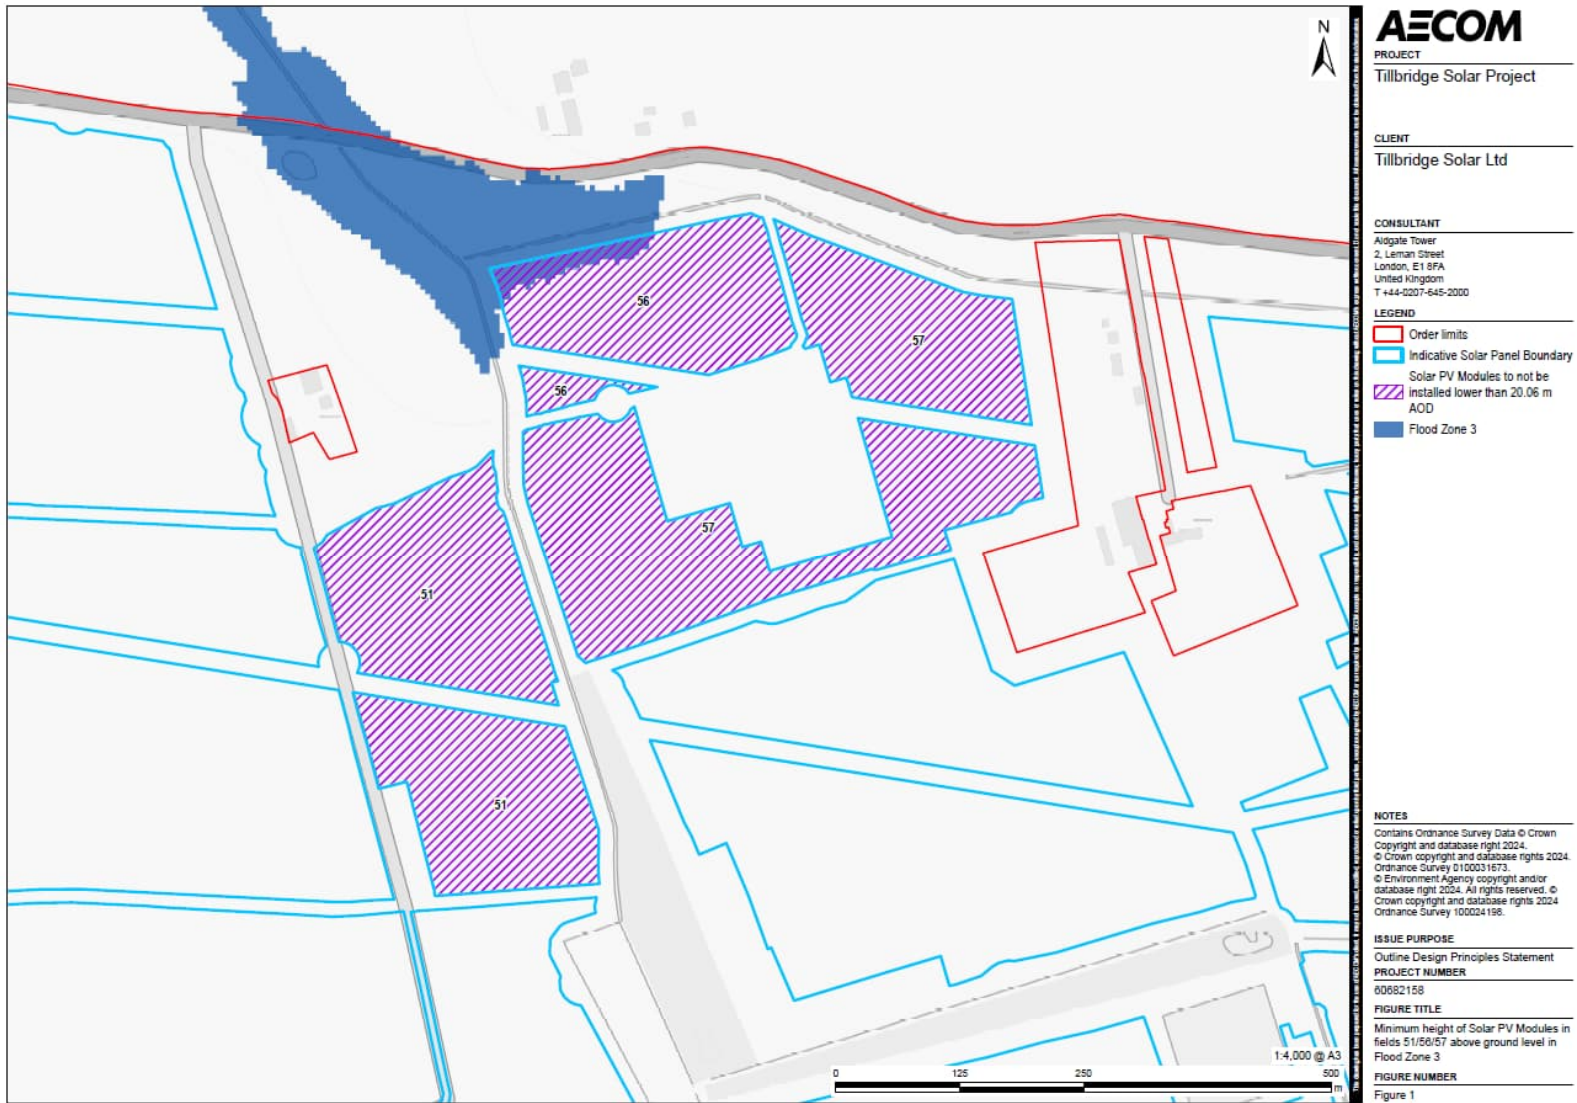 N
56
57
56
57
51
51
1:4,000 @ A3
0 125 250 500
m
AECOM
PROJECT
Tillbridge Solar Project
CLIENT
Tillbridge Solar Ltd
CONSULTANT
Aldgate Tower
2, Leman Street
London, E1 8FA
United Kingdom
T +44-0207-645-2000
LEGEND
Order limits
Indicative Solar Panel Boundary
Solar PV Modules to not be
installed lower than 20.06 m
AOD
Flood Zone 3
NOTES
Contains Ordnance Survey Data © Crown
Copyright and database right 2024.
© Crown copyright and database rights 2024.
Ordnance Survey 0100031673.
© Environment Agency copyright and/or
database right 2024. All rights reserved. ©
Crown copyright and database rights 2024
Ordnance Survey 100024198.
ISSUE PURPOSE
Outline Design Principles Statement
PROJECT NUMBER
60682158
FIGURE TITLE
Minimum height of Solar PV Modules in
fields 51/56/57 above ground level in
Flood Zone 3
FIGURE NUMBER
Figure 1